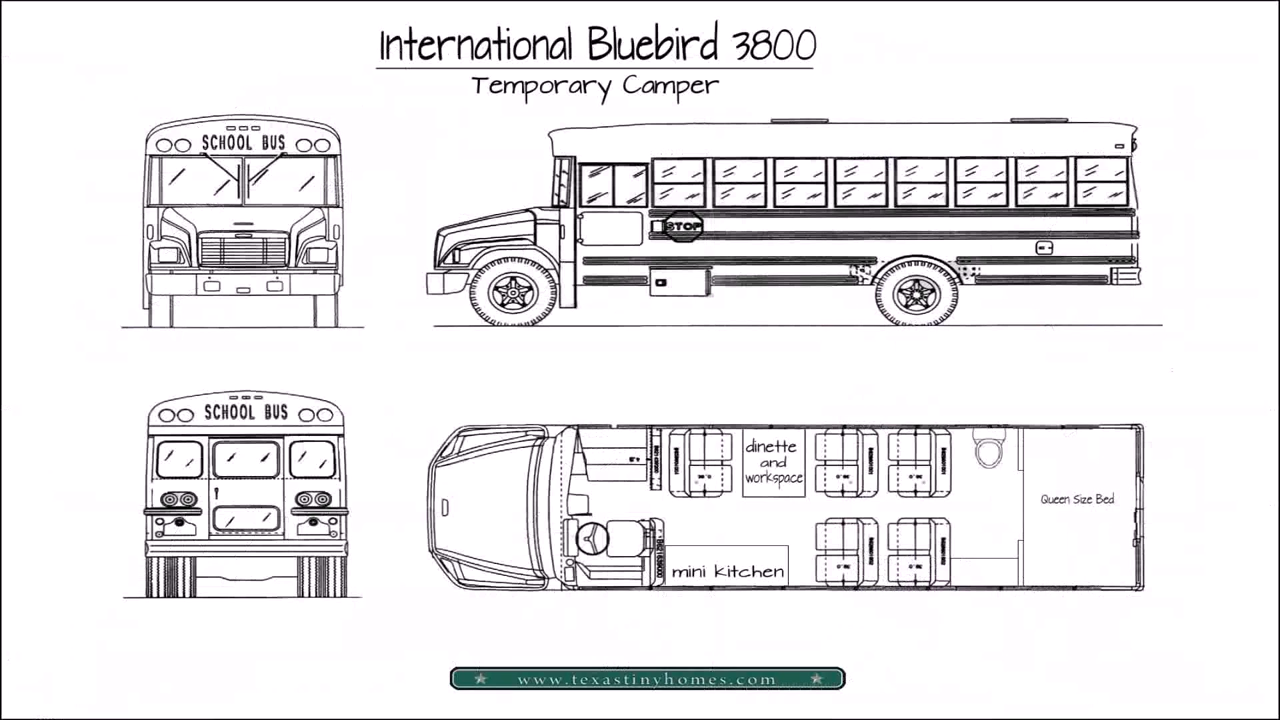 International Bluebird 3800
Temporary Camper
SCHOOL BUS
STOP
SCHOOL BUS
dinette
and
workspace
Queen Size Bed
mini kitchen
www.texastinyhomes.com